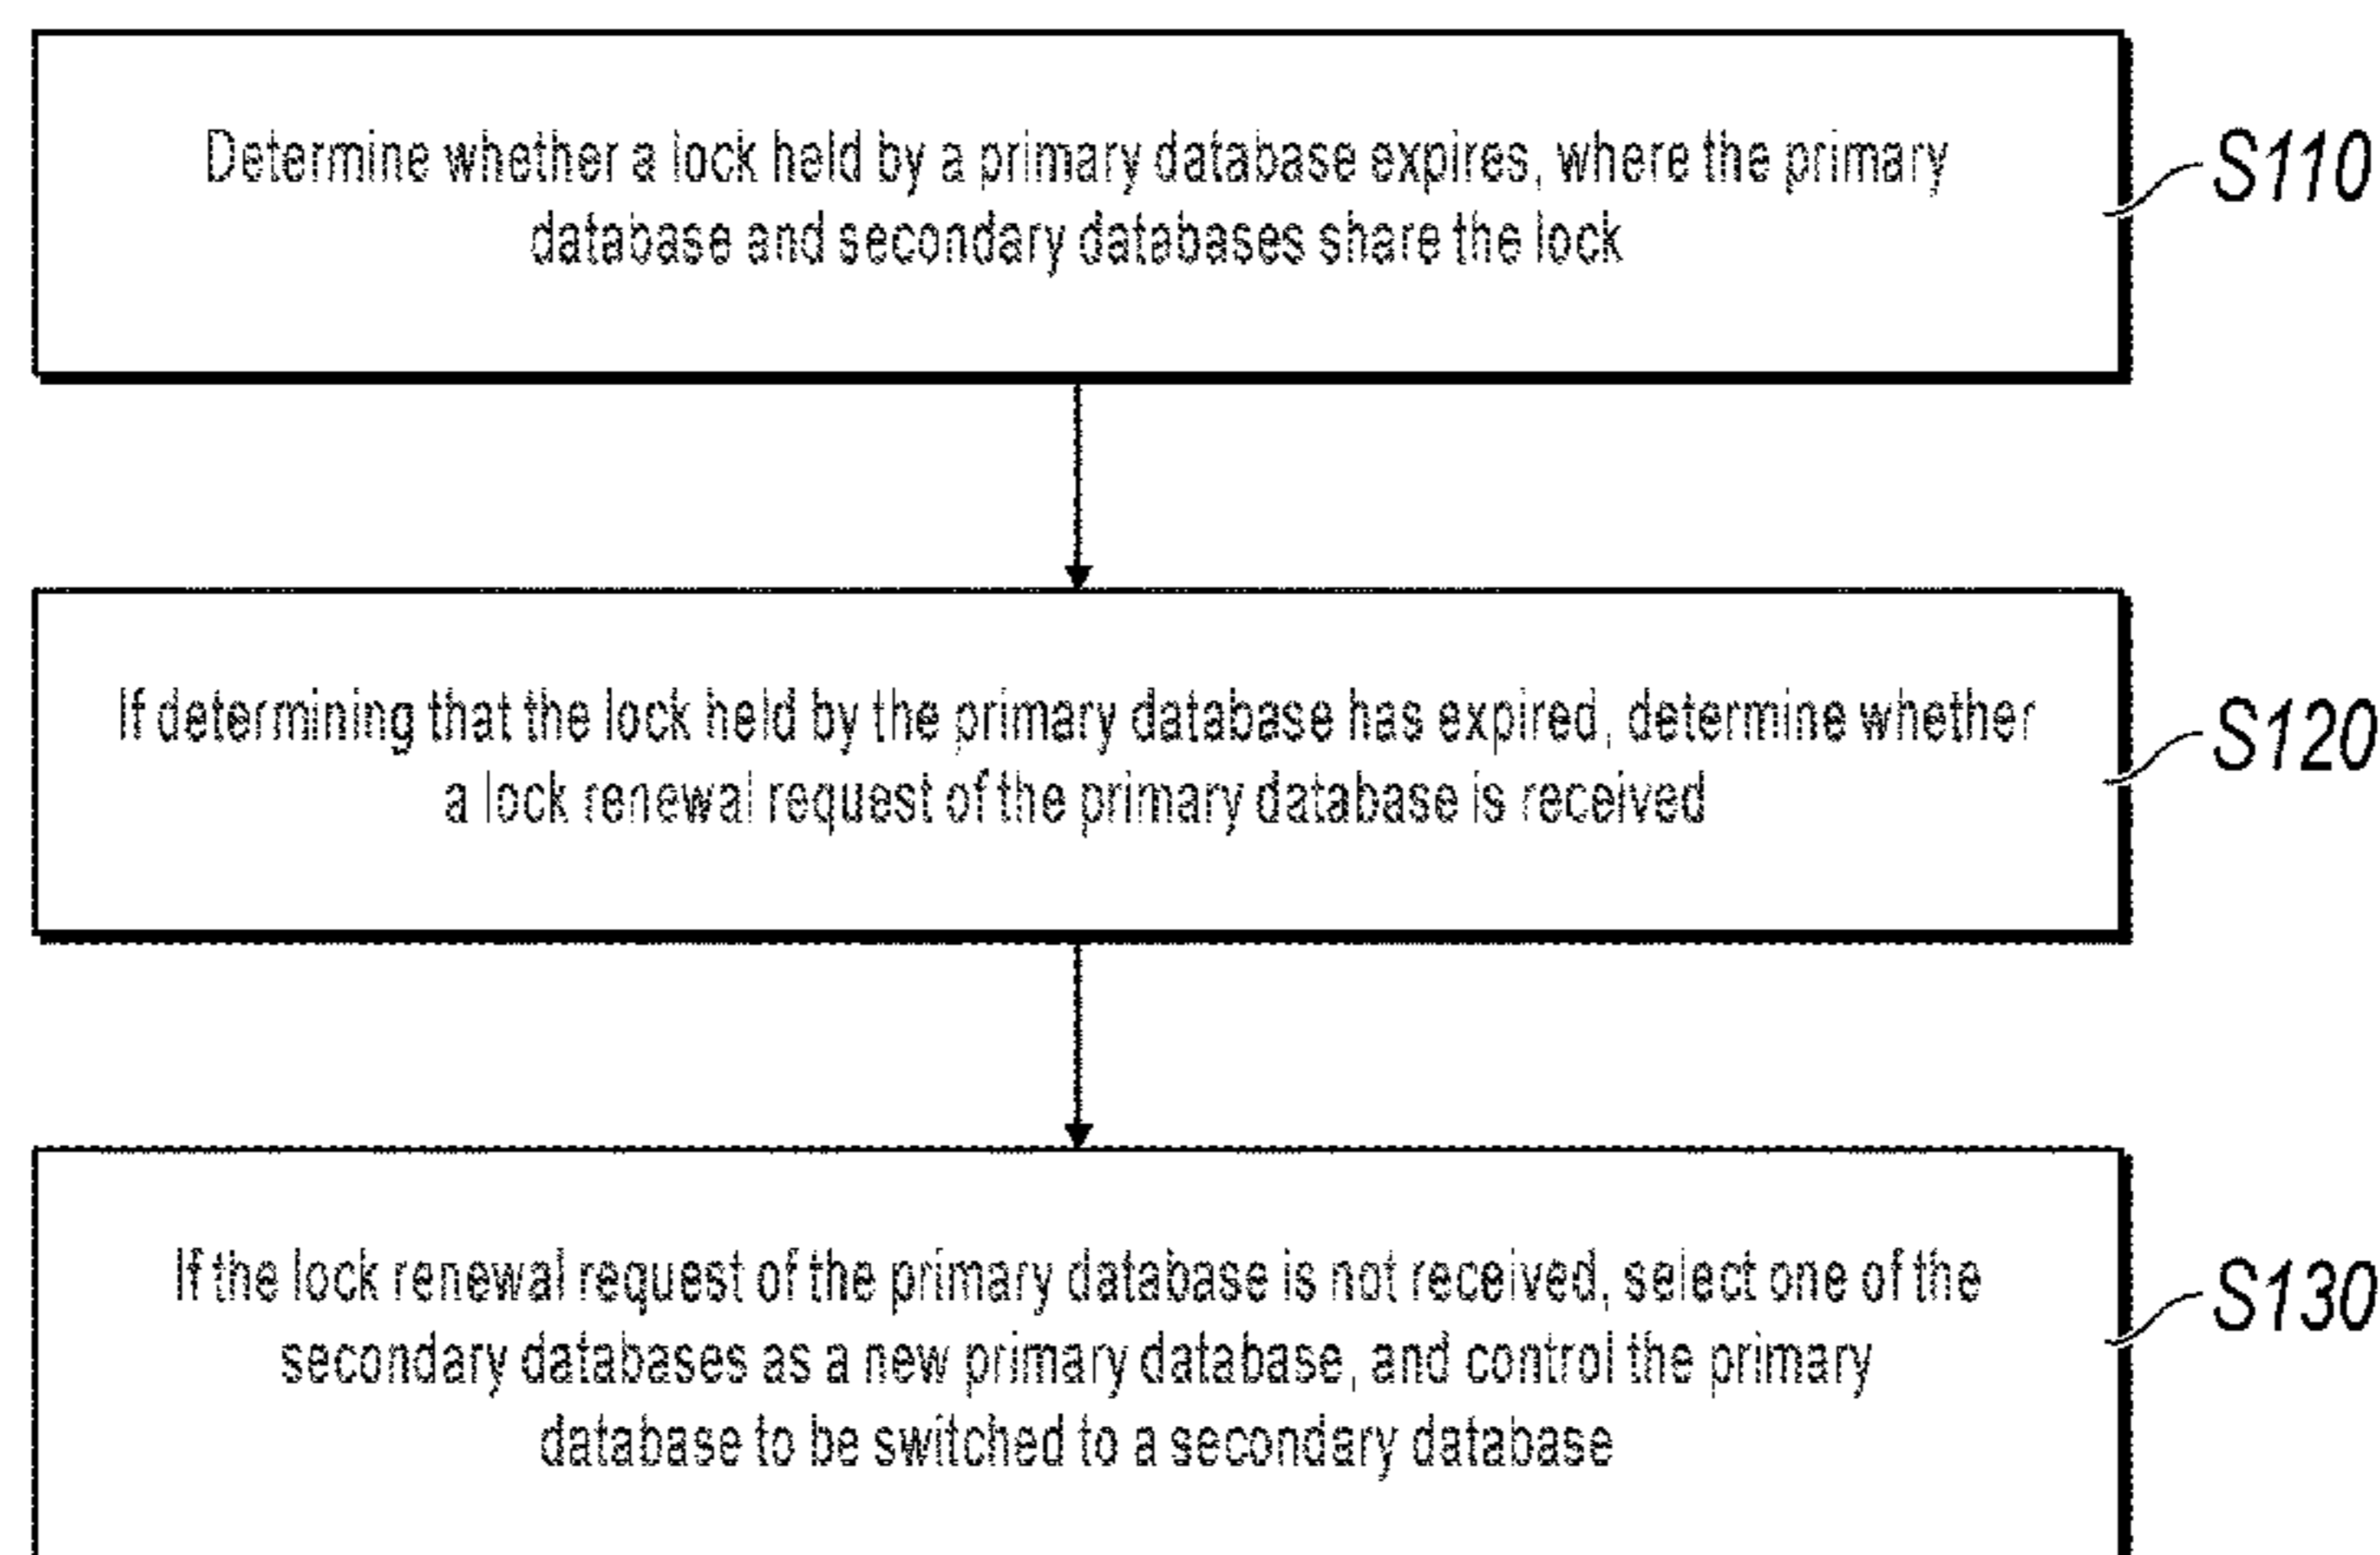 Determine whether a lock held by a primary database expires, where the primary
database and secondary databases share the lock
S110
If determining that the lock held by the primary database has expired, determine whether
a lock renewal request of the primary database is received
S120
If the lock renewal request of the primary database is not received, select one of the
secondary databases as a new primary database, and control the primary
database to be switched to a secondary database
S130